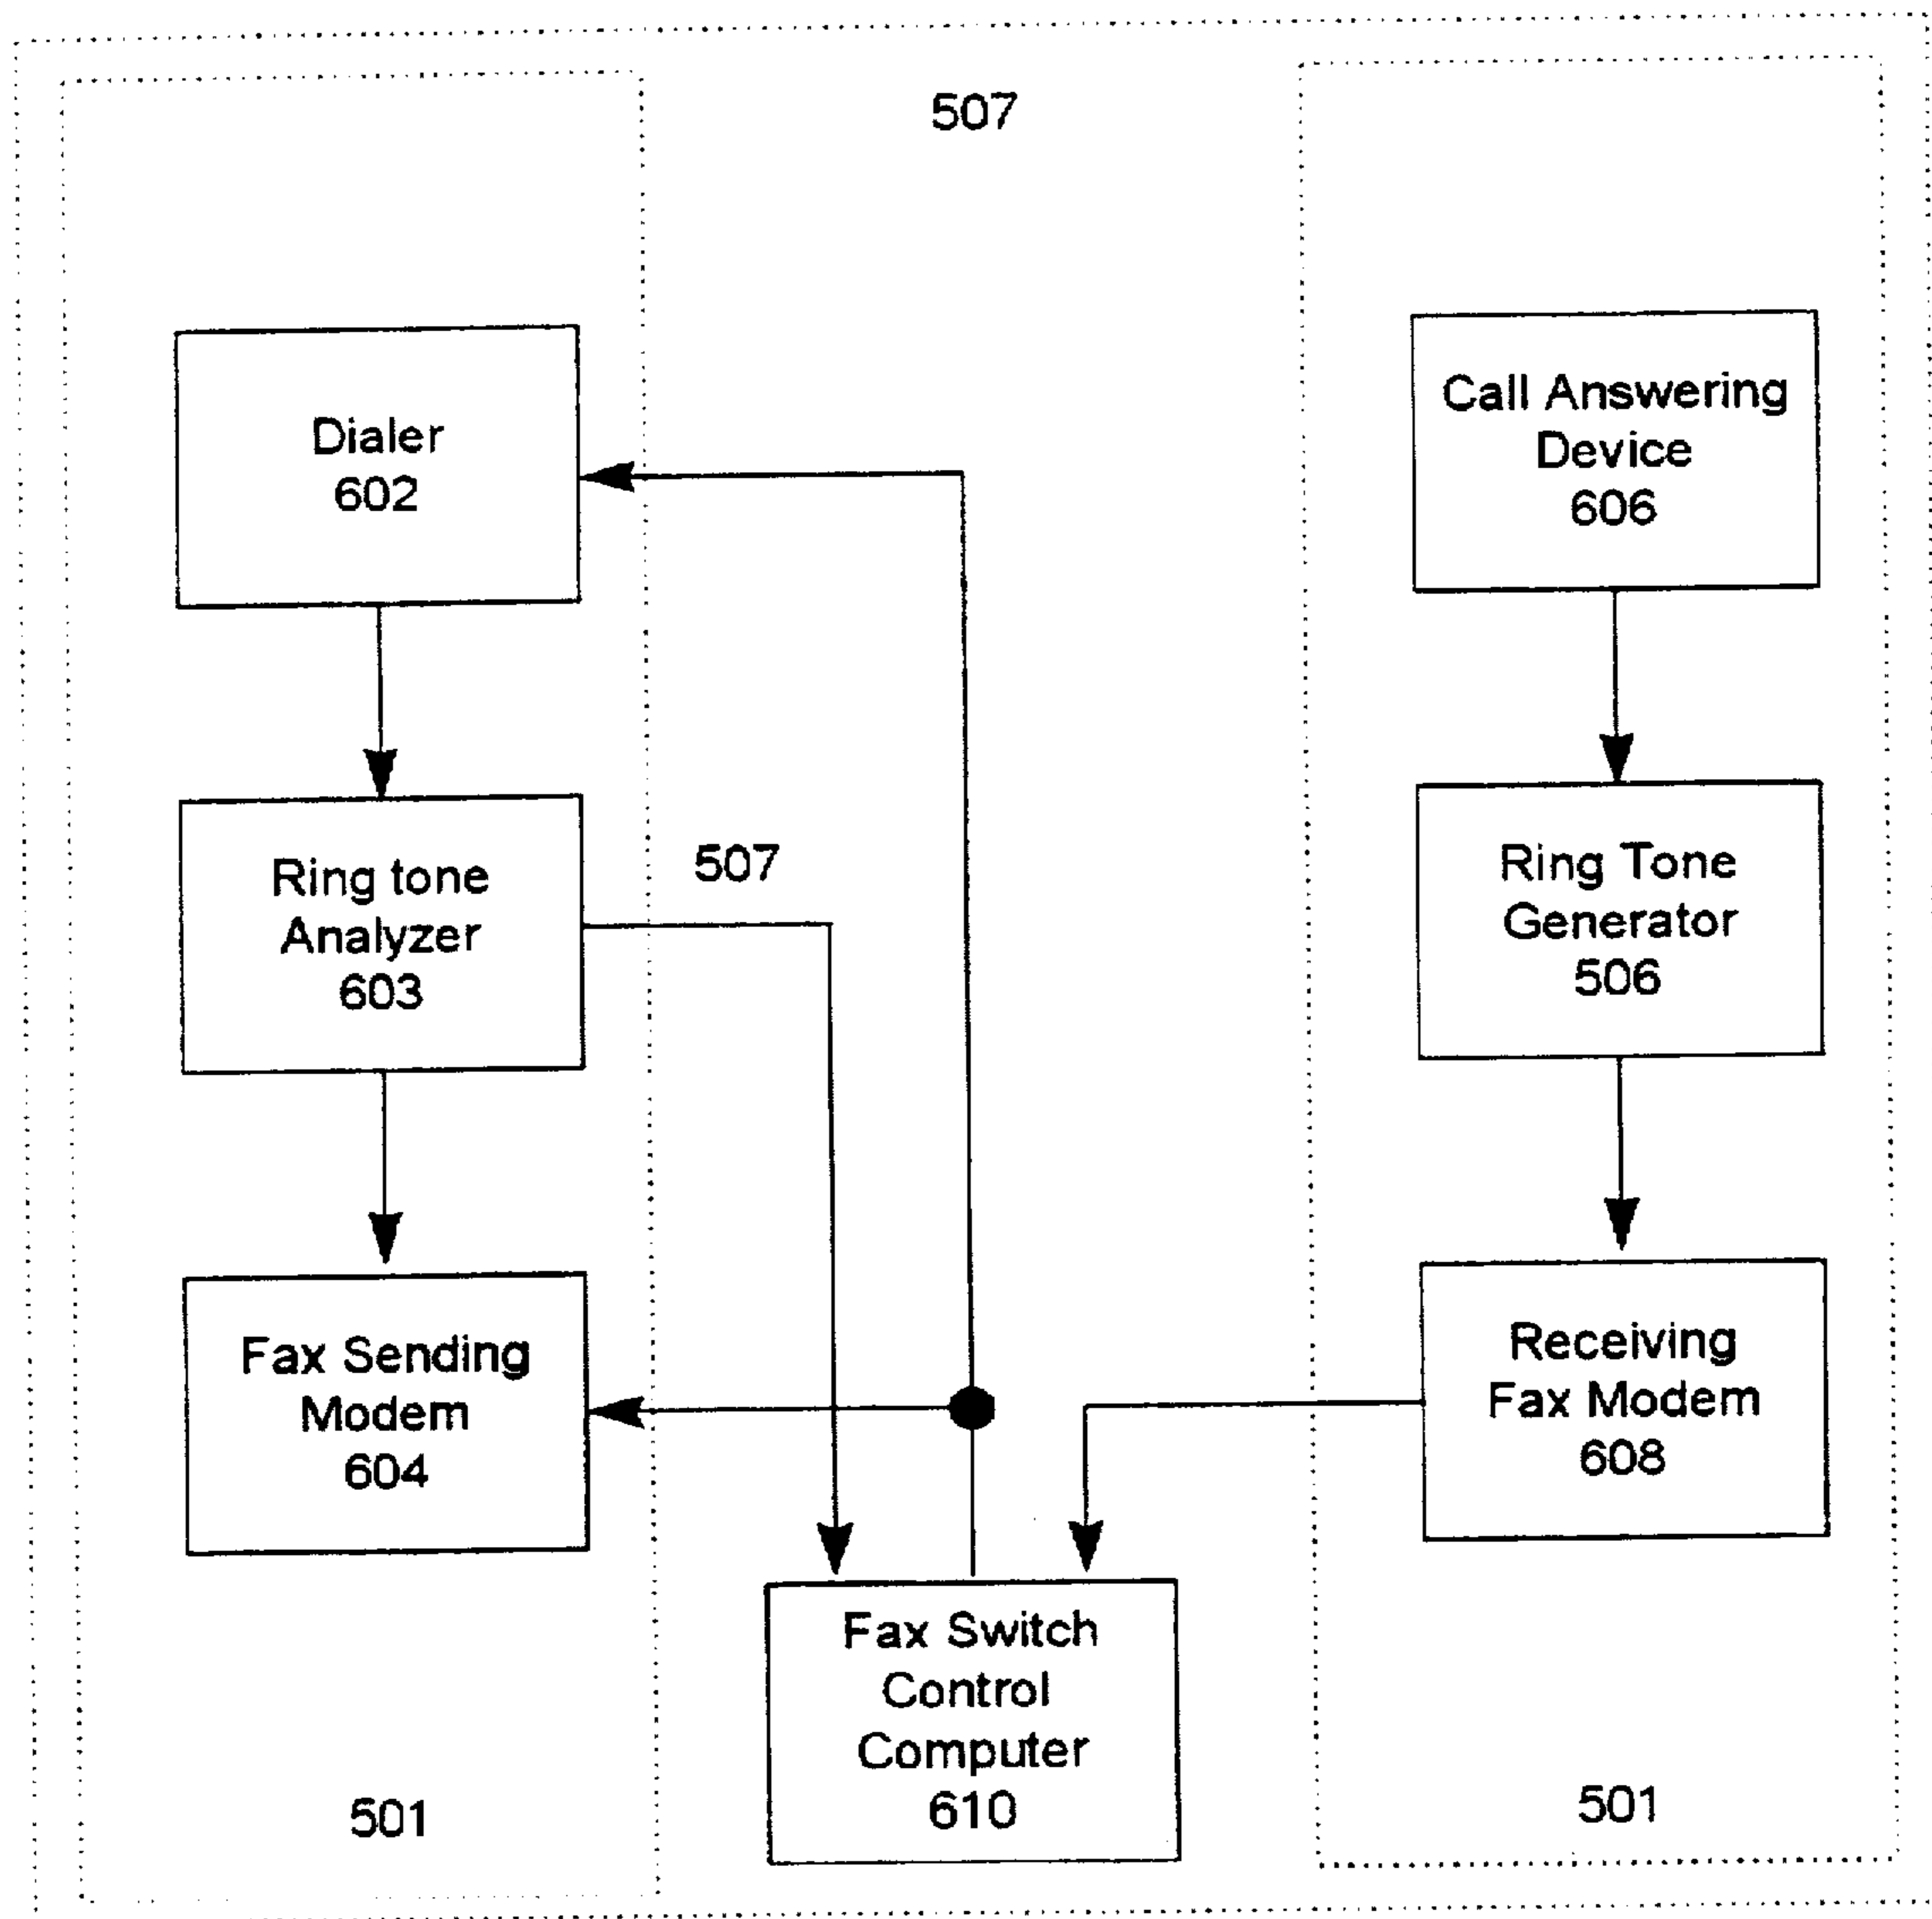 507
Dialer
602
Call Answering
Device
606
Ring tone
Analyzer
603
507
Ring Tone
Generator
506
Fax Sending
Modem
604
Receiving
Fax Modem
608
Fax Switch
Control
Computer
610
501
501